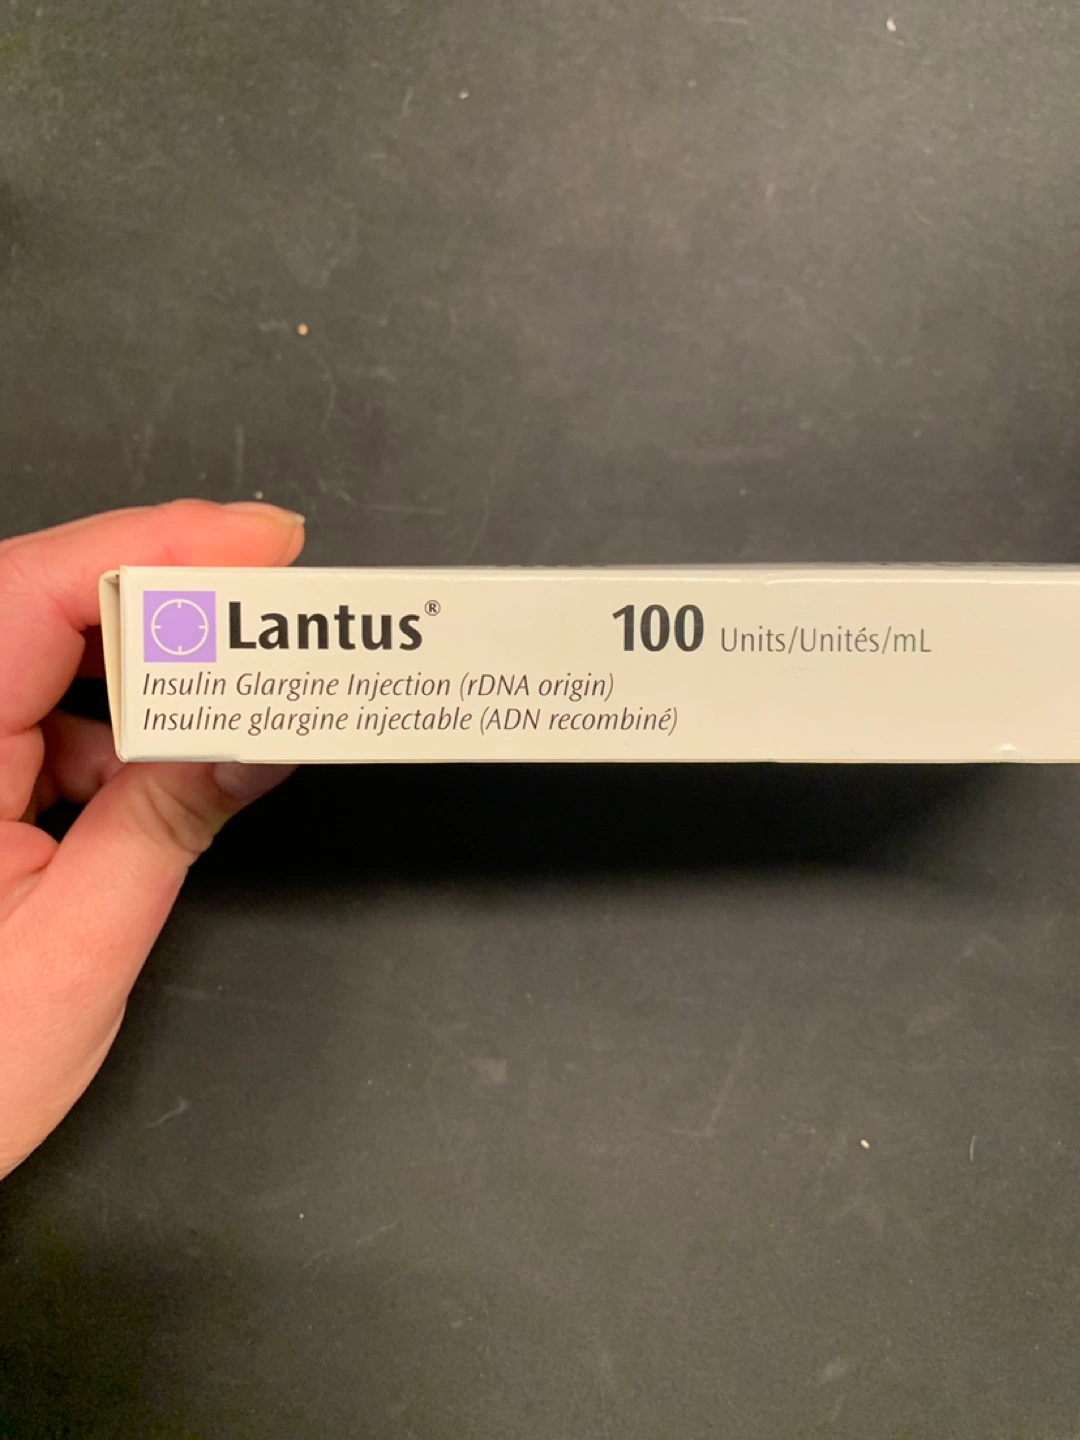 Lantus®
100 Units/Unités/mL
Insulin Glargine Injection (rDNA origin)
Insuline glargine injectable (ADN recombiné)